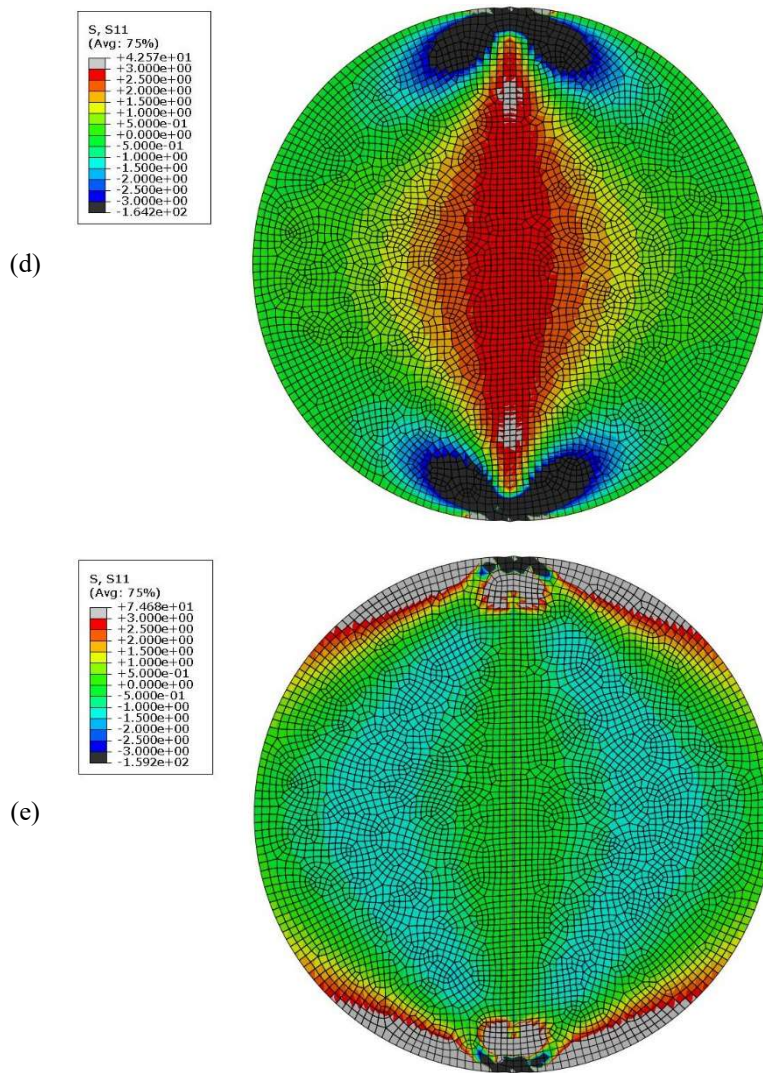 S, S11
(Avg: 75%)
+4.257e+01
+3.000e+00
+2.500e+00
+2.000e+00
+1.500e+00
+1.000e+00
+5.000e-01
+0.000e+00
-5.000e-01
-1.000e+00
-1.500e+00
-2.000e+00
-2.500e+00
-3.000e+00
-1.642e+02
(d)
S, S11
(Avg: 75%)
+7.468e+01
+3.000e+00
+2.500e+00
+2.000e+00
+1.500e+00
+1.000e+00
+5.000e-01
+0.000e+00
-5.000e-01
-1.000e+00
-1.500e+00
-2.000e+00
-2.500e+00
-3.000e+00
-1.592e+02
(e)